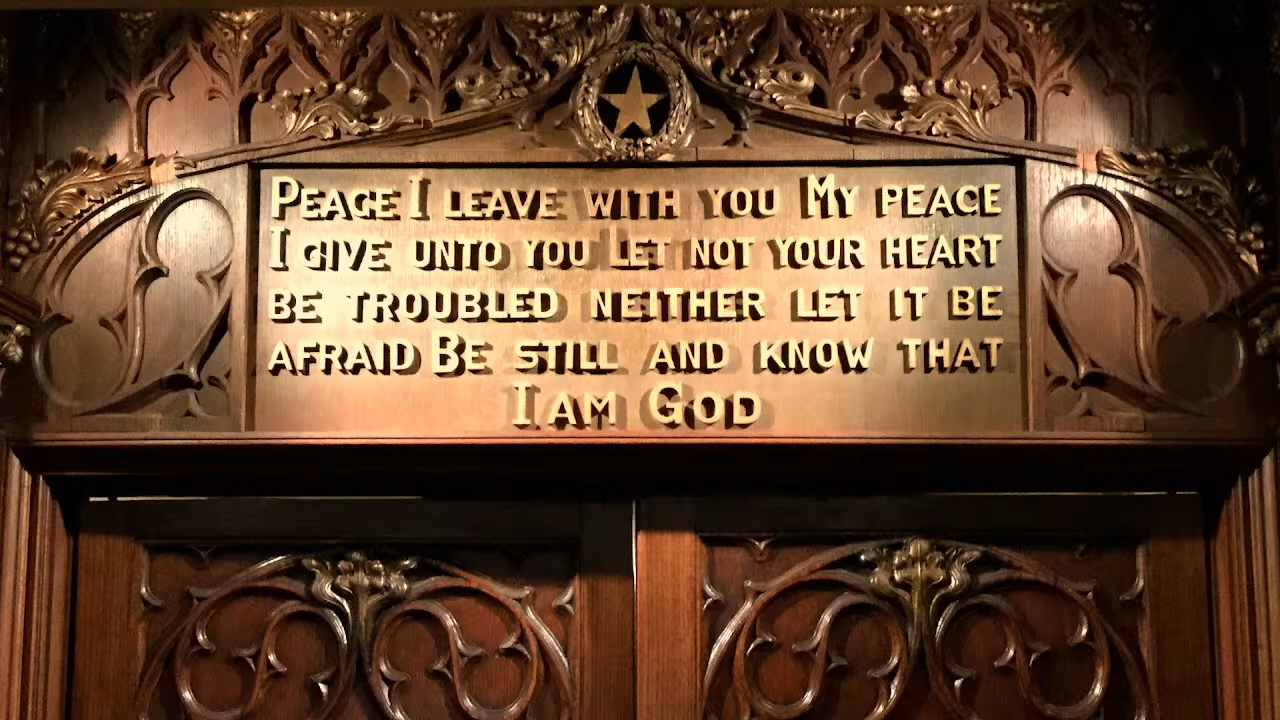 PEACE I LEAVE WITH YOU MY PEACE
I GIVE UNTO YOU LET NOT YOUR HEART
BE TROUBLED NEITHER LET IT BE
AFRAID BE STILL AND KNOW THAT
I AM GOD